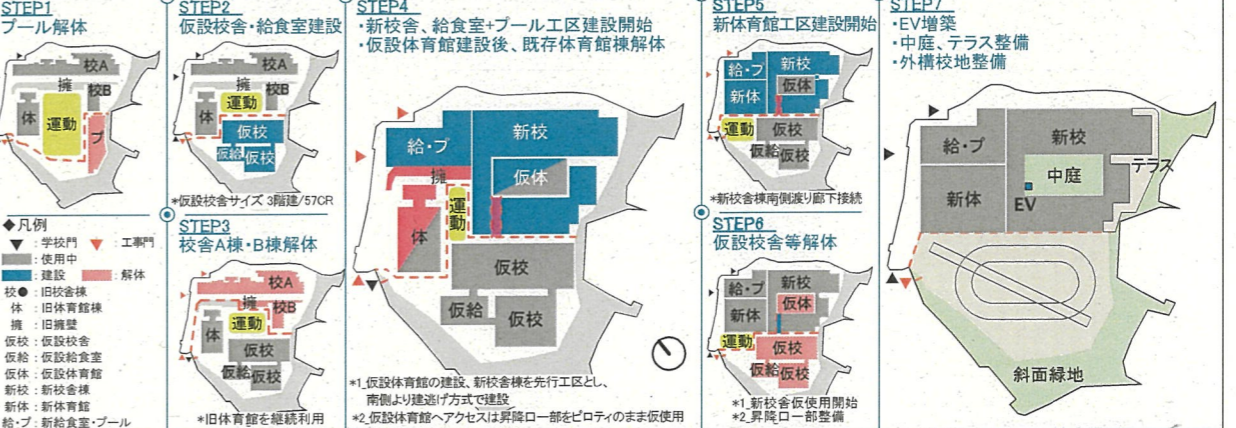 STEP1
プール解体
校A
擁
校B
体
運動
プ
STEP2
仮設校舎・給食室建設
校A
擁
校B
体
運動
仮校
仮給
仮校
*仮設校舎サイズ 3階建/57CR
STEP3
校舎A棟・B棟解体
校A
擁
校B
体
運動
仮校
仮給
仮校
*旧体育館を継続利用
◆凡例
▼：学校門 ▼：工事門
：使用中
：建設 ：解体
校●：旧校舎棟
体：旧体育館棟
擁：旧擁壁
仮校：仮設校舎
仮給：仮設給食室
仮体：仮設体育館
新校：新校舎棟
新体：新体育館
給・プ：新給食室・プール
STEP4
・新校舎、給食室+プール工区建設開始
・仮設体育館建設後、既存体育館棟解体
給・プ
新校
擁
仮体
体
運動
仮校
仮給
仮校
*1_仮設体育館の建設、新校舎棟を先行工区とし、
南側より建逃げ方式で建設
*2_仮設体育館へアクセスは昇降口一部をピロティのまま仮使用
STEP5
新体育館工区建設開始
給・プ
新校
新体
仮体
運動
仮校
仮給
仮校
*新校舎棟南側渡り廊下接続
STEP6
仮設校舎等解体
給・プ
新校
新体
仮体
運動
仮校
仮給
仮校
*1_新校舎仮使用開始
*2_昇降口一部整備
STEP7
・EV増築
・中庭、テラス整備
・外構校地整備
給・プ
新校
中庭
テラス
新体
EV
斜面緑地